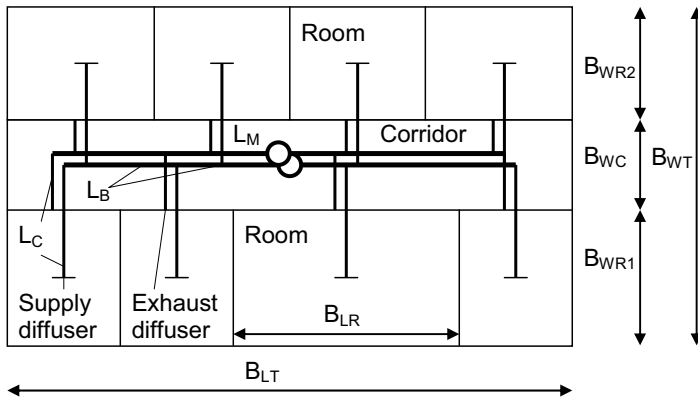 Room
B_WR2
L_M
Corridor
B_WC
B_WT
L_B
L_C
Room
B_WR1
Supply
diffuser
Exhaust
diffuser
B_LR
B_LT